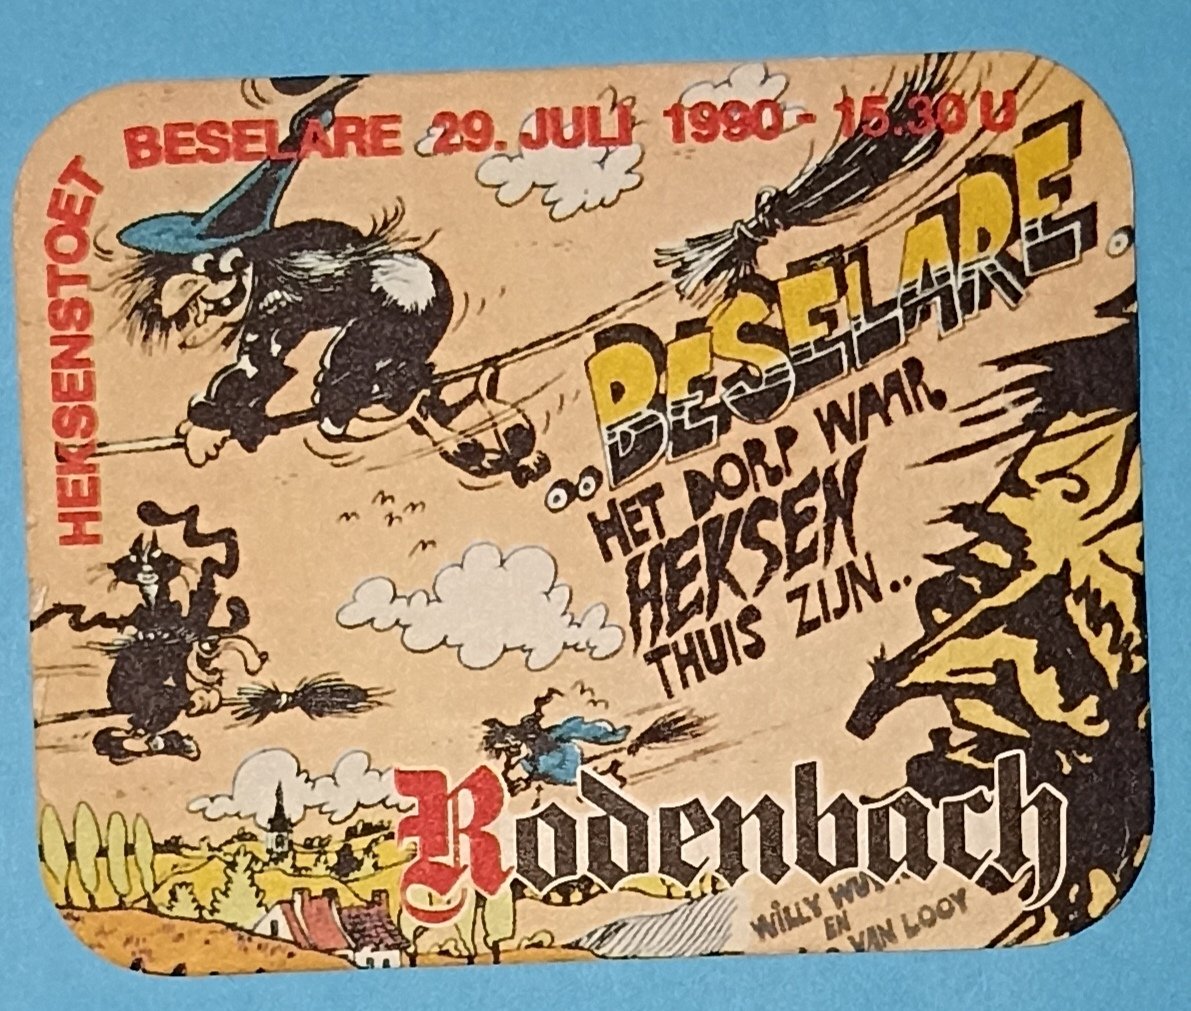 BESELARE 29. JULI 1990 - 15.30 U
HEKSENSTOET
..BESELARE.
HET DORP WAAR
HEKSEN
THUIS ZIJN..
Rodenbach
WILLY
EN
VAN LOOY